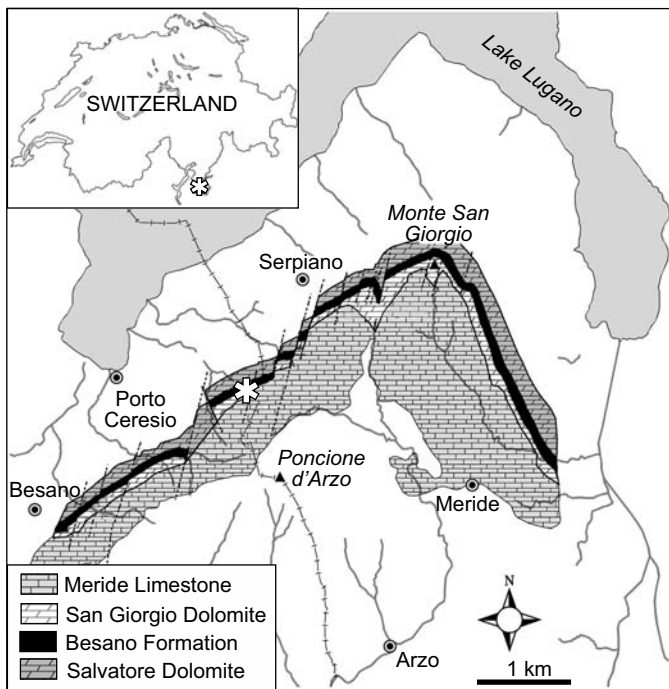 SWITZERLAND
Lake Lugano
Monte San
Giorgio
Serpiano
Porto
Ceresio
Poncione
d'Arzo
Besano
Meride
Meride Limestone
San Giorgio Dolomite
Besano Formation
Salvatore Dolomite
N
Arzo
1 km